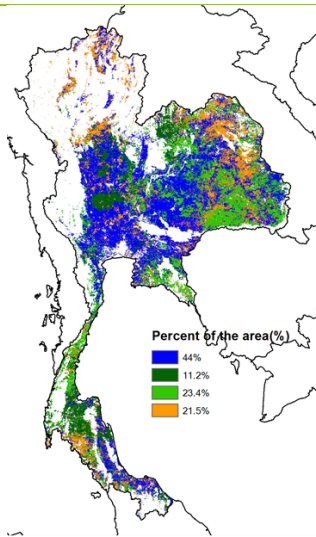 Percent of the area(%)
44%
11.2%
23.4%
21.5%